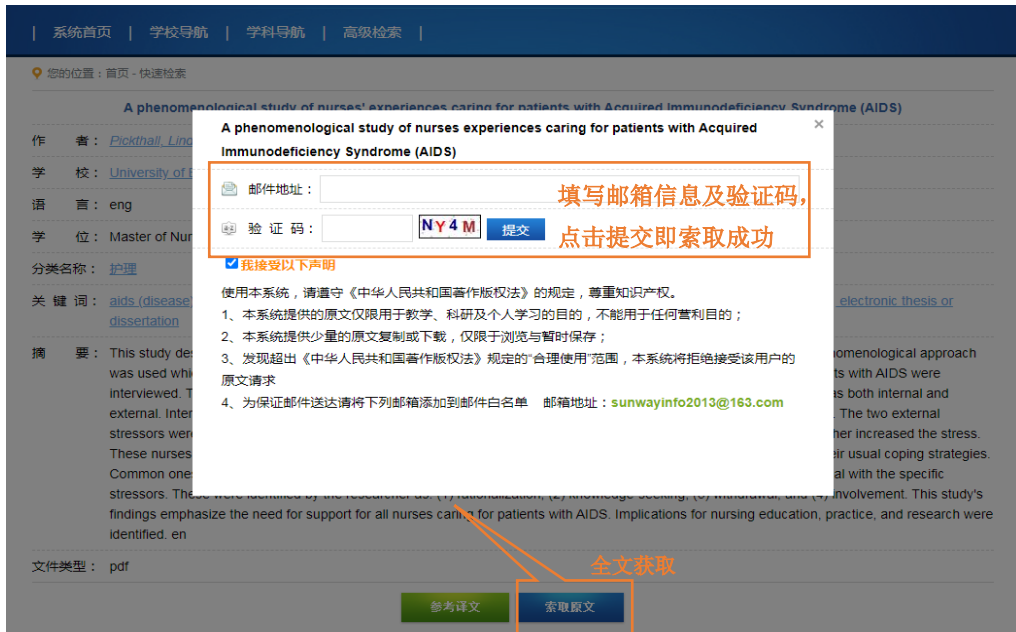 | 系统首页 | 学校导航 | 学科导航 | 高级检索 |
您的位置：首页 - 快速检索
A phenomenological study of nurses' experiences caring for patients with Acquired Immunodeficiency Syndrome (AIDS)
A phenomenological study of nurses experiences caring for patients with Acquired
Immunodeficiency Syndrome (AIDS)
×
作 者： Pickthall, Linc
学 校： University of
语 言： eng
学 位： Master of Nur
分类名称： 护理
关 键 词： aids (disease) electronic thesis or
dissertation
邮件地址：
填写邮箱信息及验证码，
验 证 码： NY4M 提交
点击提交即索取成功
我接受以下声明
使用本系统，请遵守《中华人民共和国著作版权法》的规定，尊重知识产权。
1、本系统提供的原文仅限用于教学、科研及个人学习的目的，不能用于任何营利目的；
2、本系统提供少量的原文复制或下载，仅限于浏览与暂时保存；
3、发现超出《中华人民共和国著作版权法》规定的“合理使用”范围，本系统将拒绝接受该用户的
原文请求
4、为保证邮件送达请将下列邮箱添加到邮件白名单 邮箱地址：sunwayinfo2013@163.com
摘 要： This study des omenological approach
was used whi ts with AIDS were
interviewed. T as both internal and
external. Inter . The two external
stressors wer her increased the stress.
These nurses eir usual coping strategies.
Common one al with the specific
stressors. These were identified by the researcher as: (1) rationalization, (2) knowledge seeking, (3) withdrawal, and (4) involvement. This study's
findings emphasize the need for support for all nurses caring for patients with AIDS. Implications for nursing education, practice, and research were
identified. en
文件类型： pdf
全文获取
参考译文 索取原文